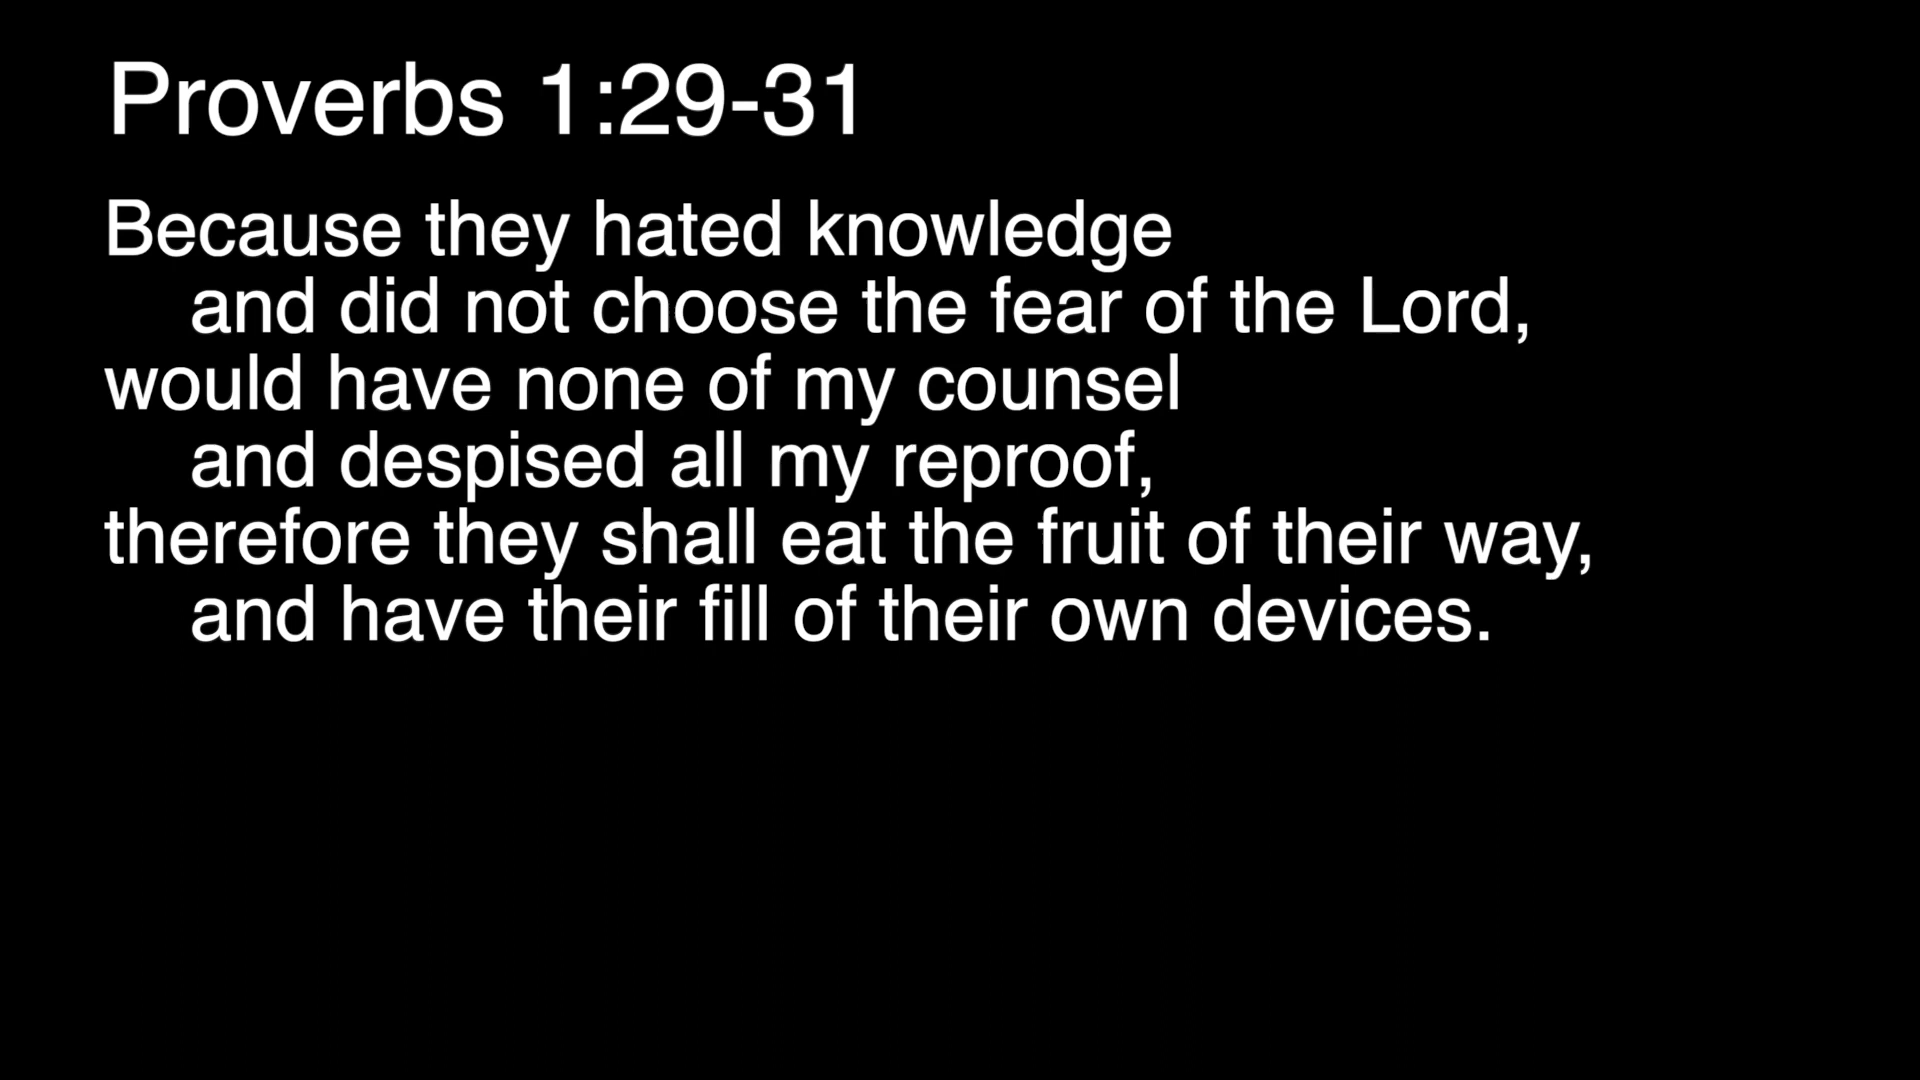 Proverbs 1:29-31
Because they hated knowledge
and did not choose the fear of the Lord,
would have none of my counsel
and despised all my reproof,
therefore they shall eat the fruit of their way,
and have their fill of their own devices.